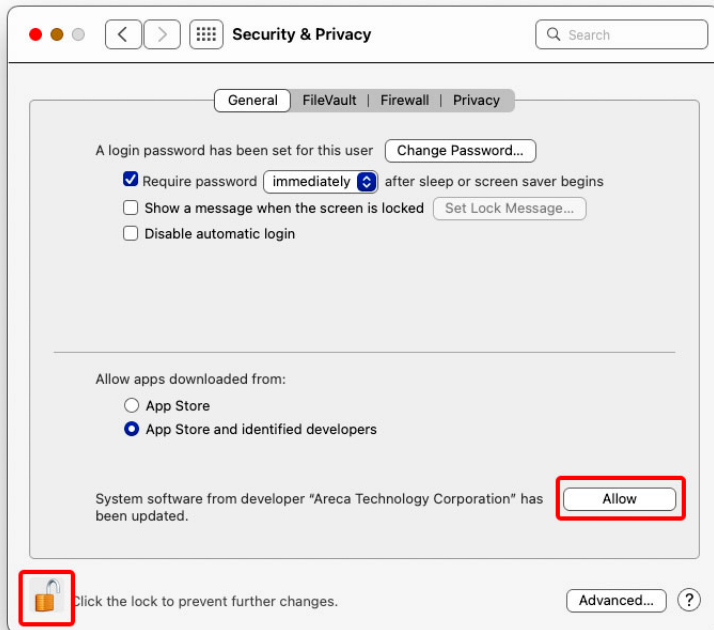 Security & Privacy
Search
General | FileVault | Firewall | Privacy
A login password has been set for this user Change Password...
Require password immediately after sleep or screen saver begins
Show a message when the screen is locked Set Lock Message...
Disable automatic login
Allow apps downloaded from:
App Store
App Store and identified developers
System software from developer “Areca Technology Corporation” has
been updated.
Allow
Click the lock to prevent further changes.
Advanced...
?